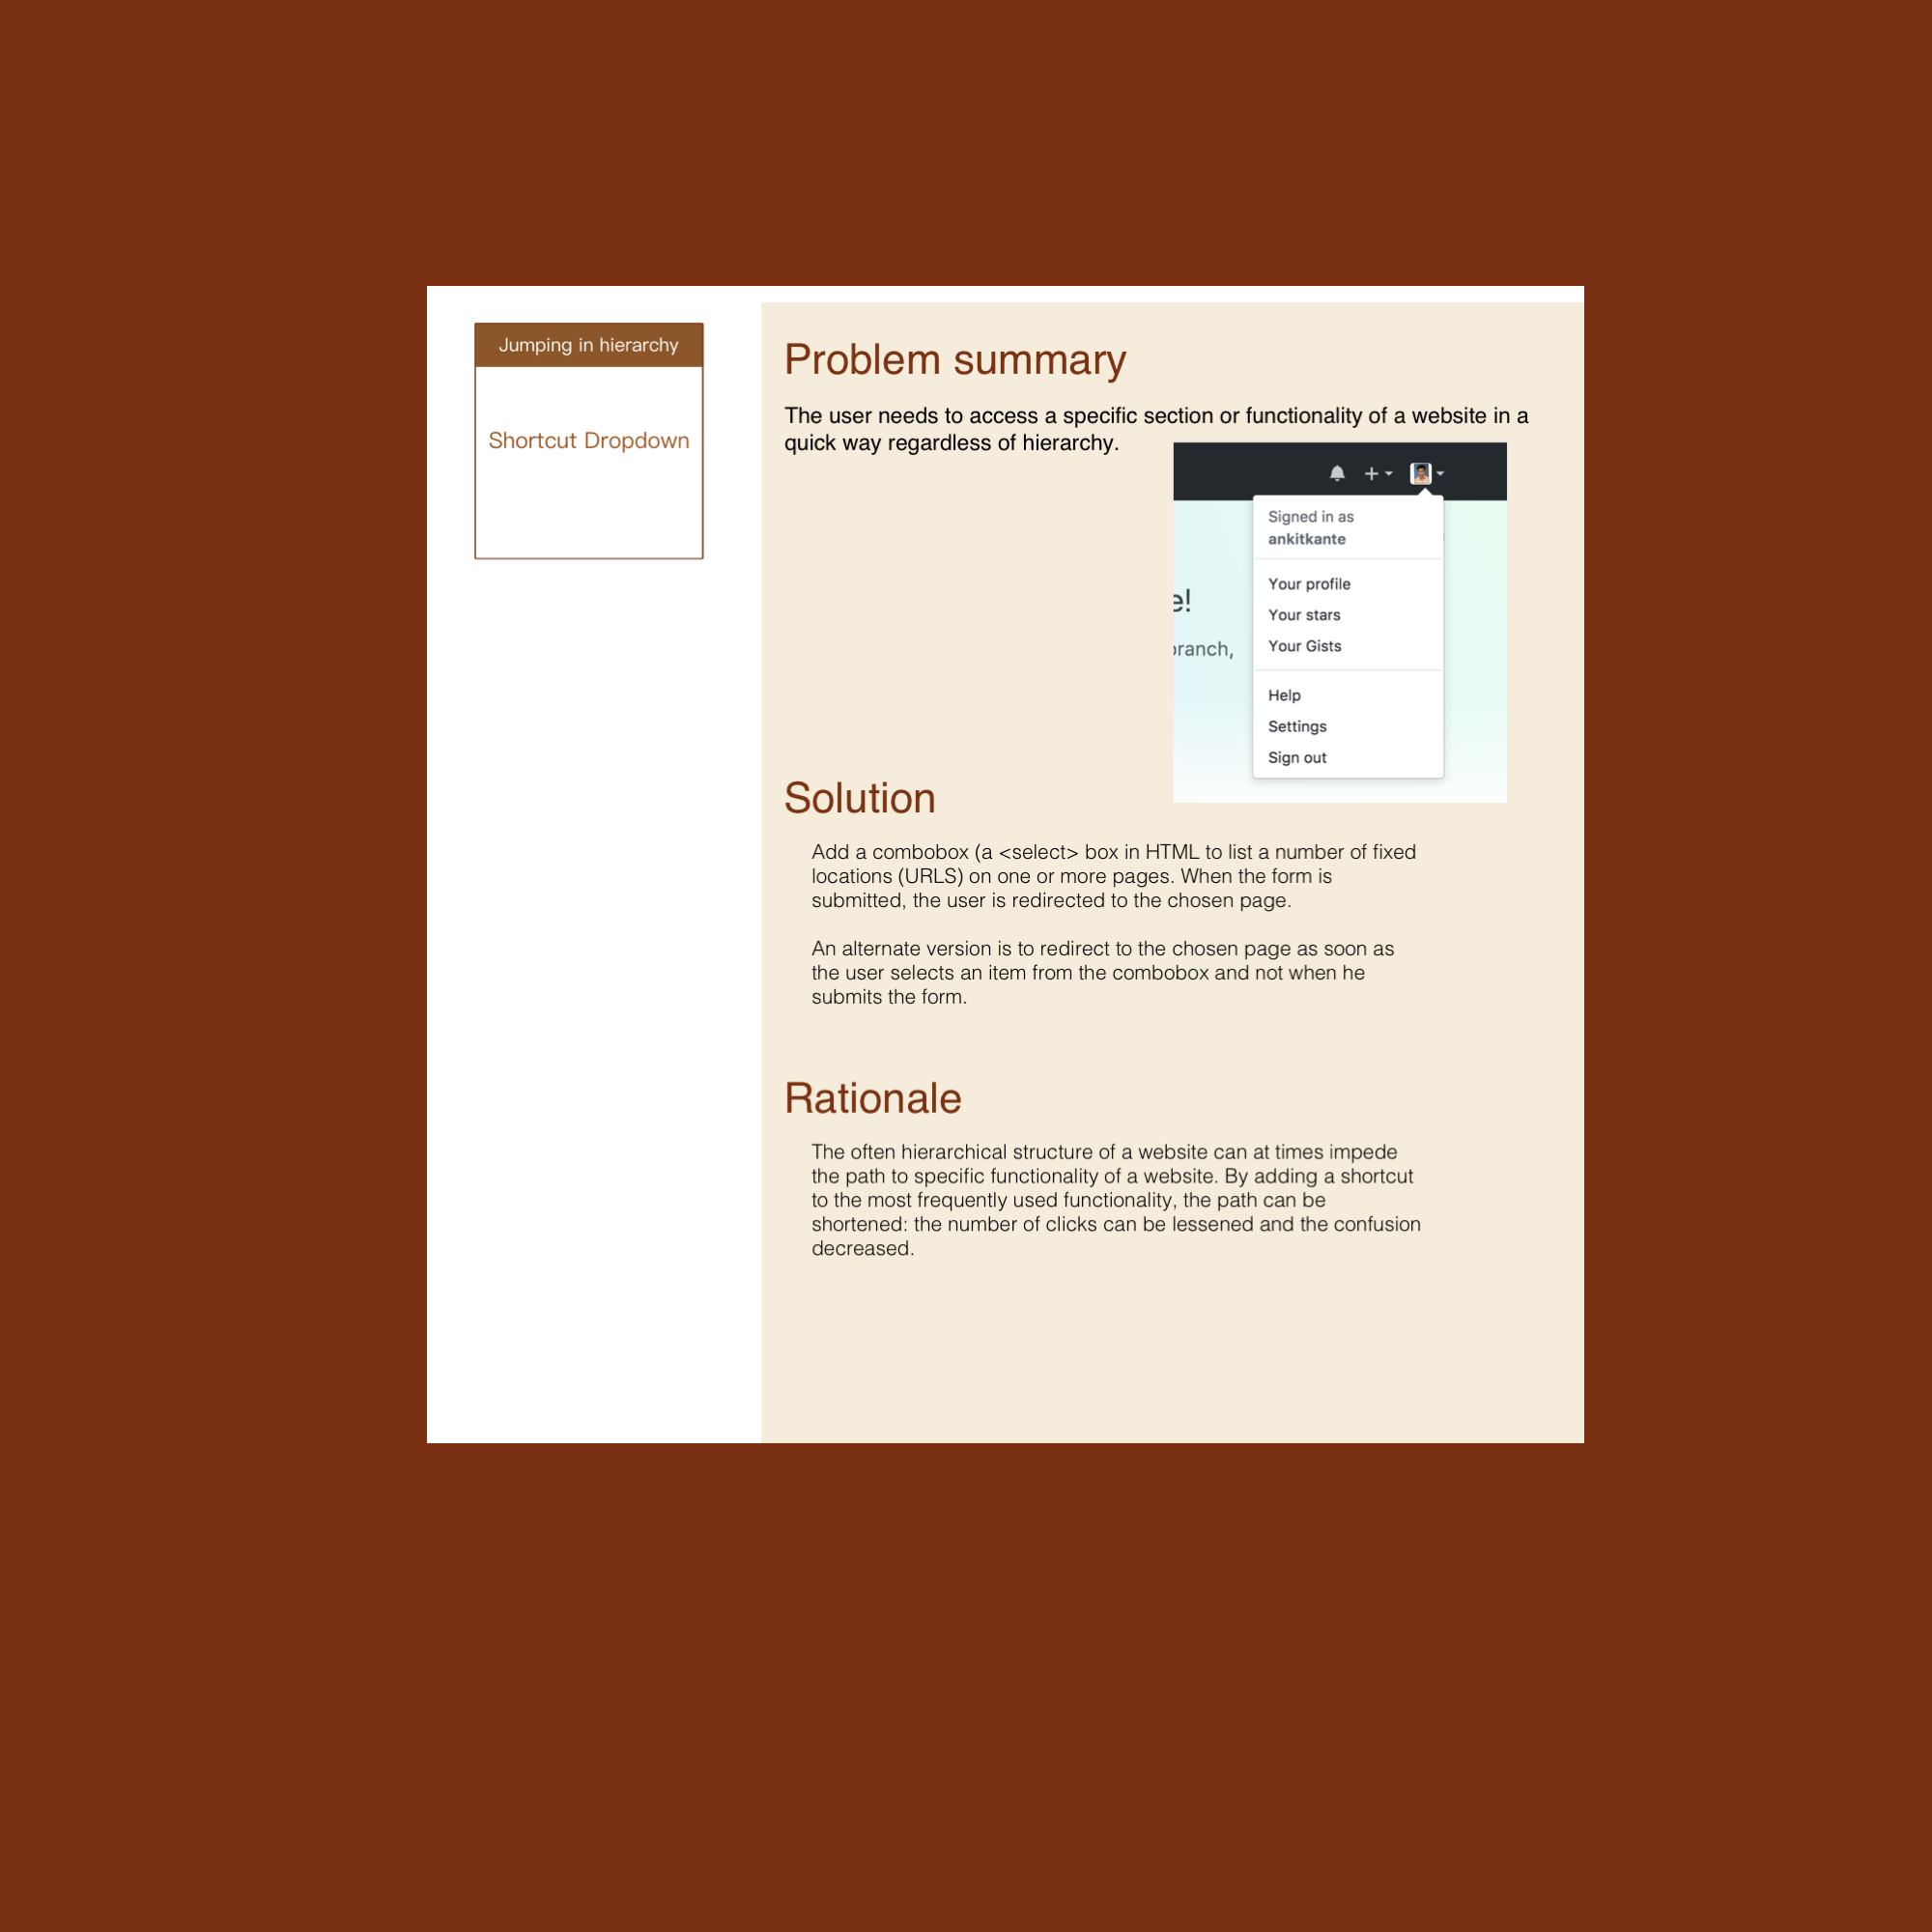 Jumping in hierarchy
Shortcut Dropdown
Problem summary
The user needs to access a specific section or functionality of a website in a
quick way regardless of hierarchy.
Signed in as
ankitkante
Your profile
Your stars
Your Gists
Help
Settings
Sign out
e!
branch,
Solution
Add a combobox (a <select> box in HTML to list a number of fixed
locations (URLS) on one or more pages. When the form is
submitted, the user is redirected to the chosen page.
An alternate version is to redirect to the chosen page as soon as
the user selects an item from the combobox and not when he
submits the form.
Rationale
The often hierarchical structure of a website can at times impede
the path to specific functionality of a website. By adding a shortcut
to the most frequently used functionality, the path can be
shortened: the number of clicks can be lessened and the confusion
decreased.